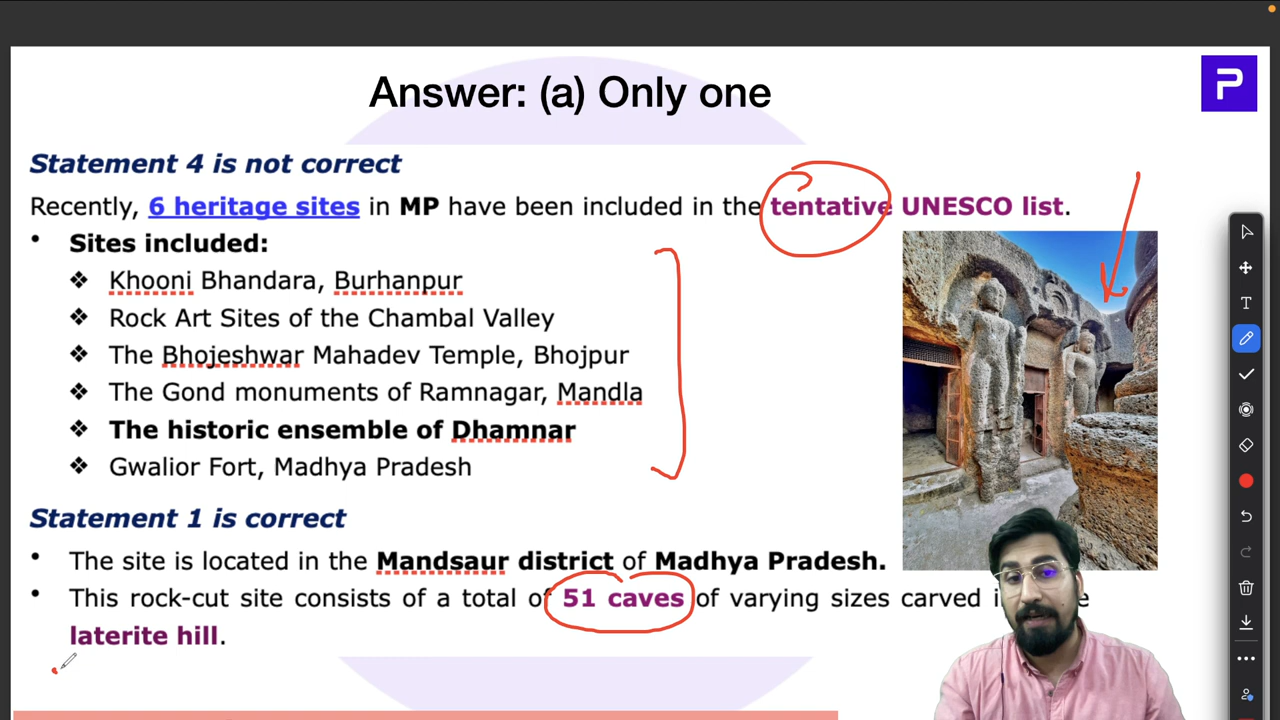 Answer: (a) Only one
P
Statement 4 is not correct
Recently, 6 heritage sites in MP have been included in the tentative UNESCO list.
• Sites included:
❖ Khooni Bhandara, Burhanpur
❖ Rock Art Sites of the Chambal Valley
❖ The Bhojeshwar Mahadev Temple, Bhojpur
❖ The Gond monuments of Ramnagar, Mandla
❖ The historic ensemble of Dhamnar
❖ Gwalior Fort, Madhya Pradesh
Statement 1 is correct
• The site is located in the Mandsaur district of Madhya Pradesh.
• This rock-cut site consists of a total of 51 caves of varying sizes carved
laterite hill.
T